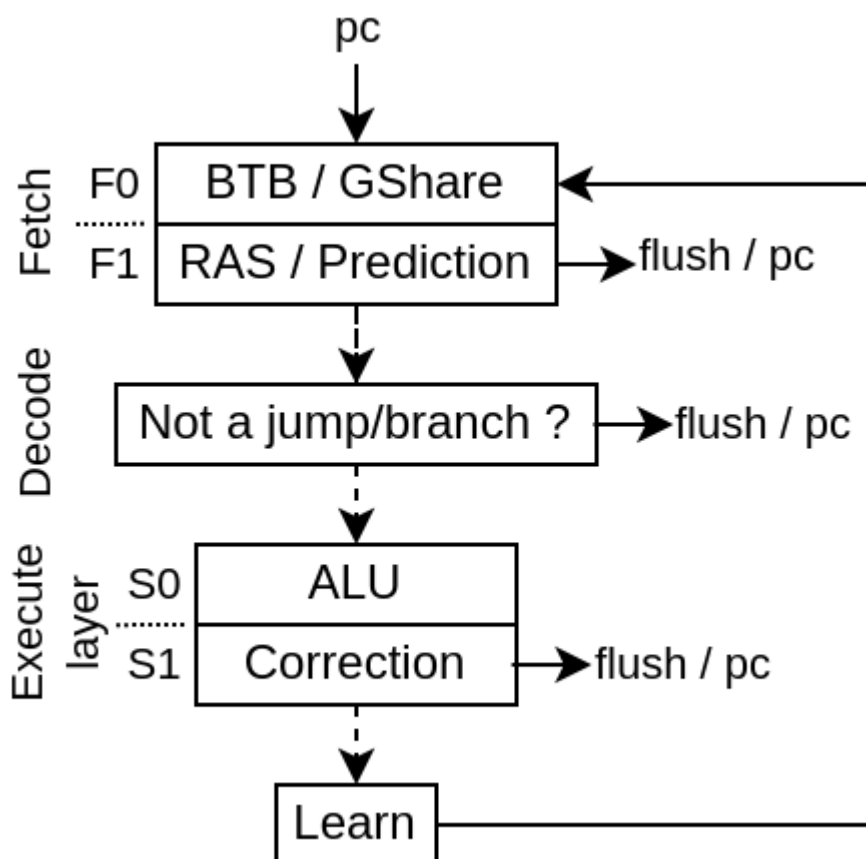 pc
Fetch
F0
BTB / GShare
F1
RAS / Prediction
flush / pc
Decode
Not a jump/branch ?
flush / pc
Execute
layer
S0
ALU
S1
Correction
flush / pc
Learn